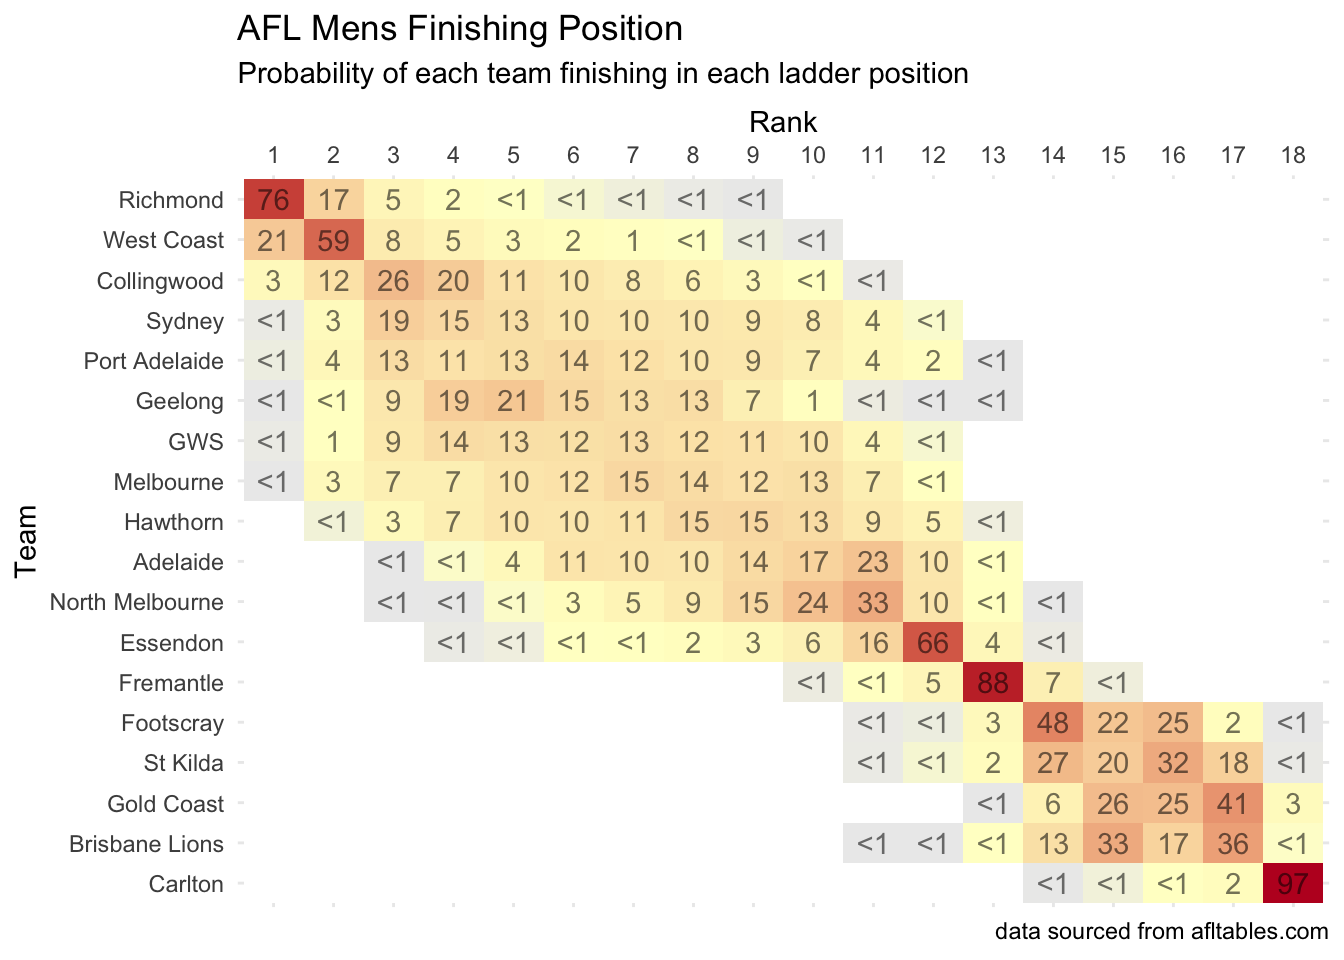 AFL Mens Finishing Position
Probability of each team finishing in each ladder position
Rank
1 2 3 4 5 6 7 8 9 10 11 12 13 14 15 16 17 18
Team
Richmond 76 17 5 2 <1 <1 <1 <1 <1
West Coast 21 59 8 5 3 2 1 <1 <1 <1
Collingwood 3 12 26 20 11 10 8 6 3 <1 <1
Sydney <1 3 19 15 13 10 10 10 9 8 4 <1
Port Adelaide <1 4 13 11 13 14 12 10 9 7 4 2 <1
Geelong <1 <1 9 19 21 15 13 13 7 1 <1 <1 <1
GWS <1 1 9 14 13 12 13 12 11 10 4 <1
Melbourne <1 3 7 7 10 12 15 14 12 13 7 <1
Hawthorn <1 3 7 10 10 11 15 15 13 9 5 <1
Adelaide <1 <1 4 11 10 10 14 17 23 10 <1
North Melbourne <1 <1 <1 3 5 9 15 24 33 10 <1 <1
Essendon <1 <1 <1 <1 2 3 6 16 66 4 <1
Fremantle <1 <1 5 88 7 <1
Footscray <1 <1 3 48 22 25 2 <1
St Kilda <1 <1 2 27 20 32 18 <1
Gold Coast <1 6 26 25 41 3
Brisbane Lions <1 <1 <1 13 33 17 36 <1
Carlton <1 <1 <1 2 97
data sourced from afltables.com